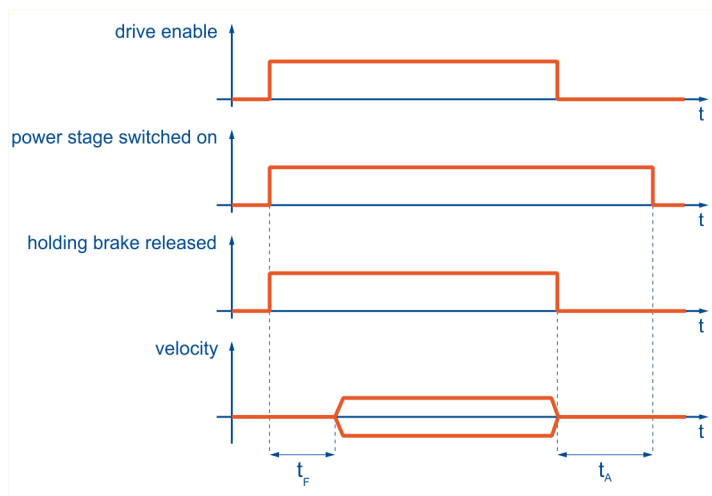 drive enable
t
power stage switched on
t
holding brake released
t
velocity
t
tF
tA